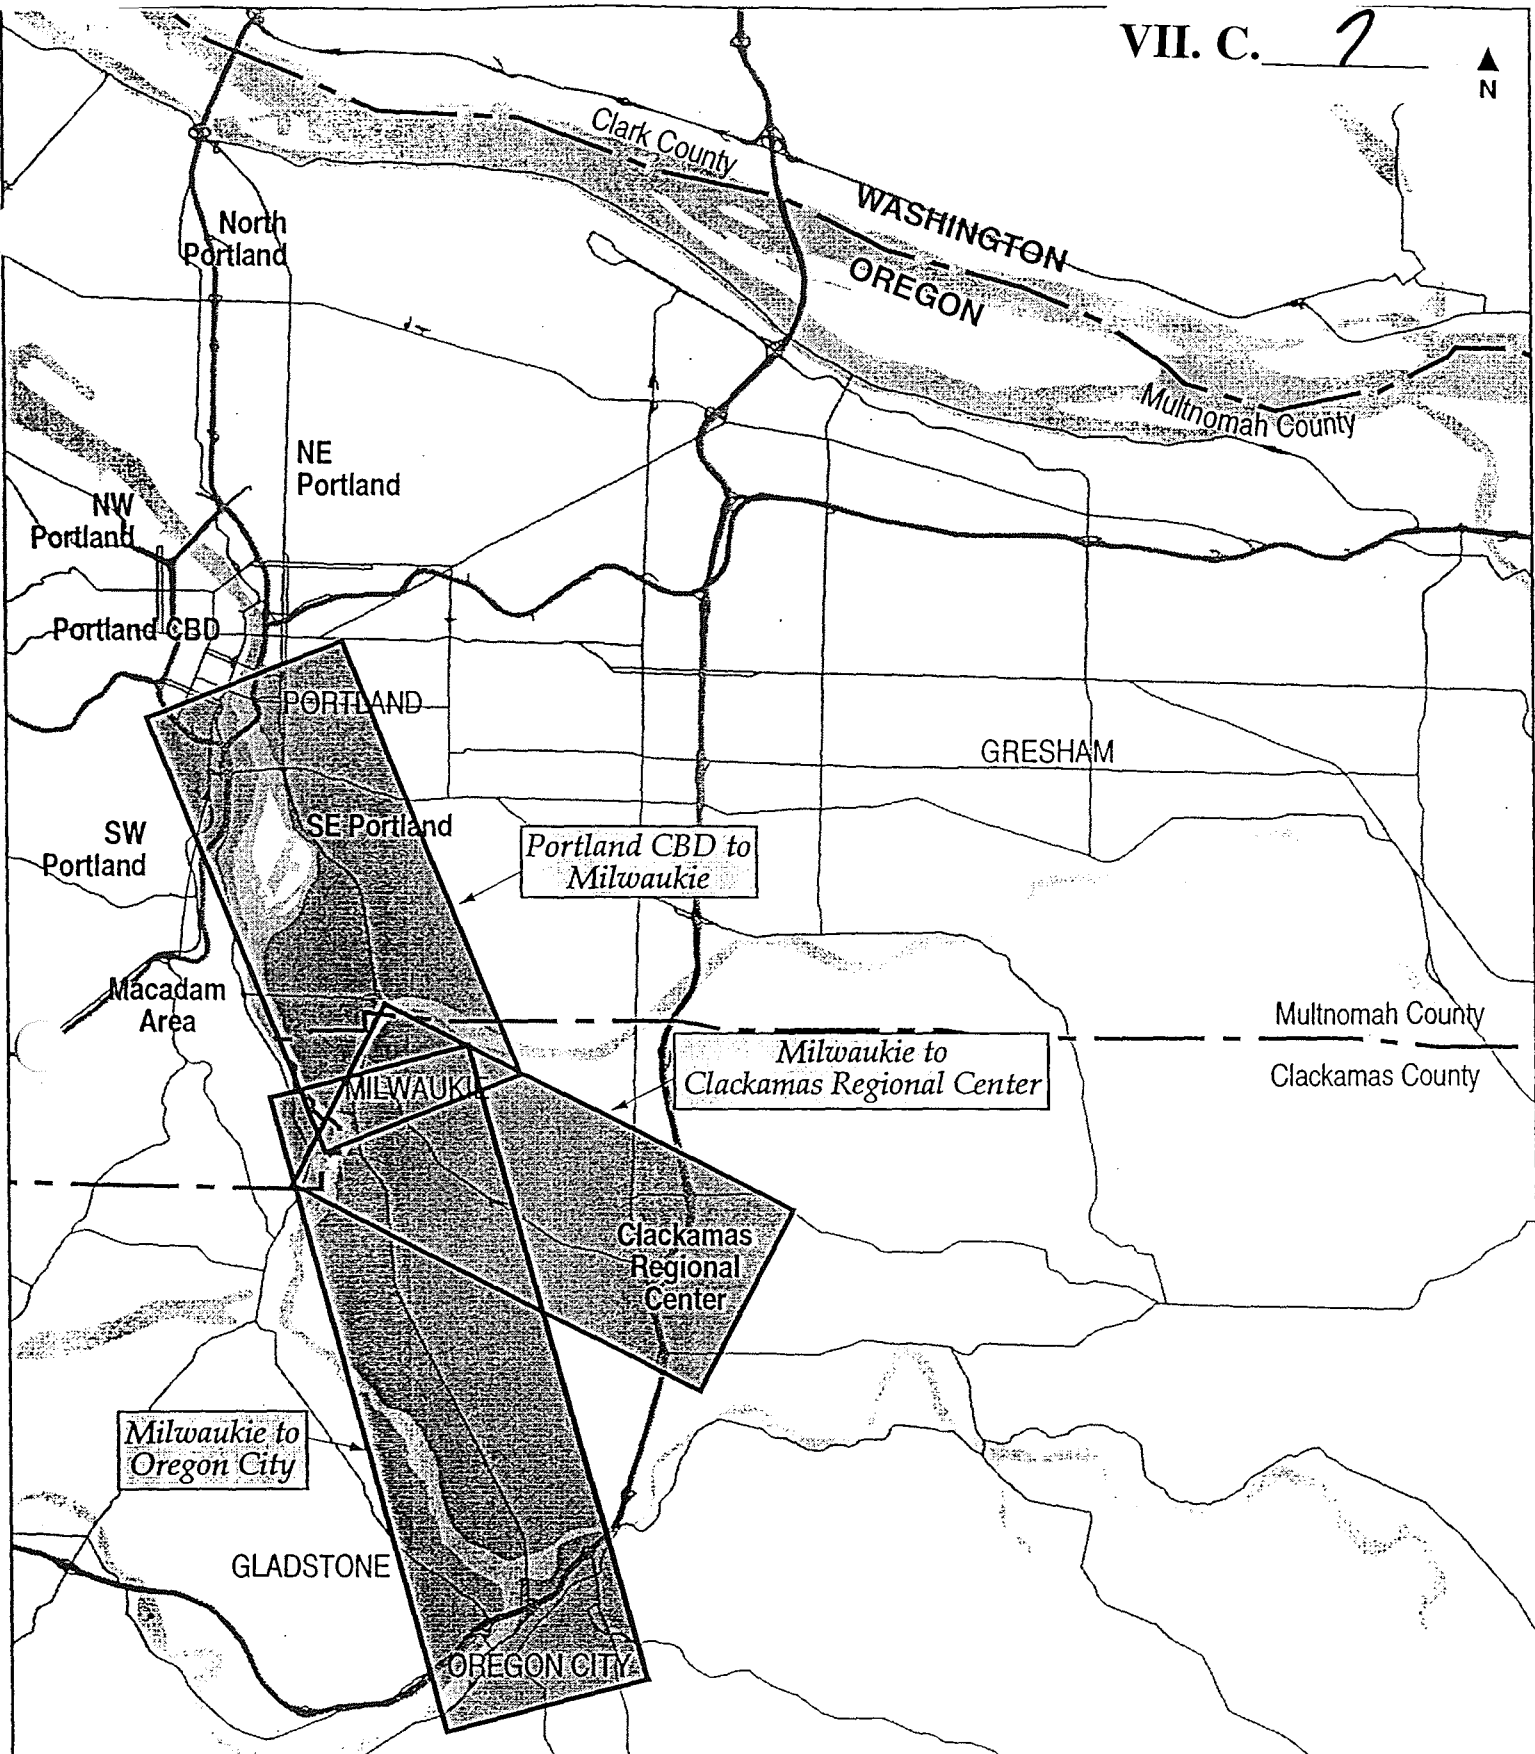 VII. C. 2
N
Clark County
WASHINGTON
OREGON
North
Portland
Multnomah County
NE
Portland
NW
Portland
Portland CBD
PORTLAND
GRESHAM
SW
Portland
SE Portland
Portland CBD to
Milwaukie
Macadam
Area
Multnomah County
Milwaukie to
Clackamas Regional Center
Clackamas County
MILWAUKIE
Clackamas
Regional
Center
Milwaukie to
Oregon City
GLADSTONE
OREGON CITY